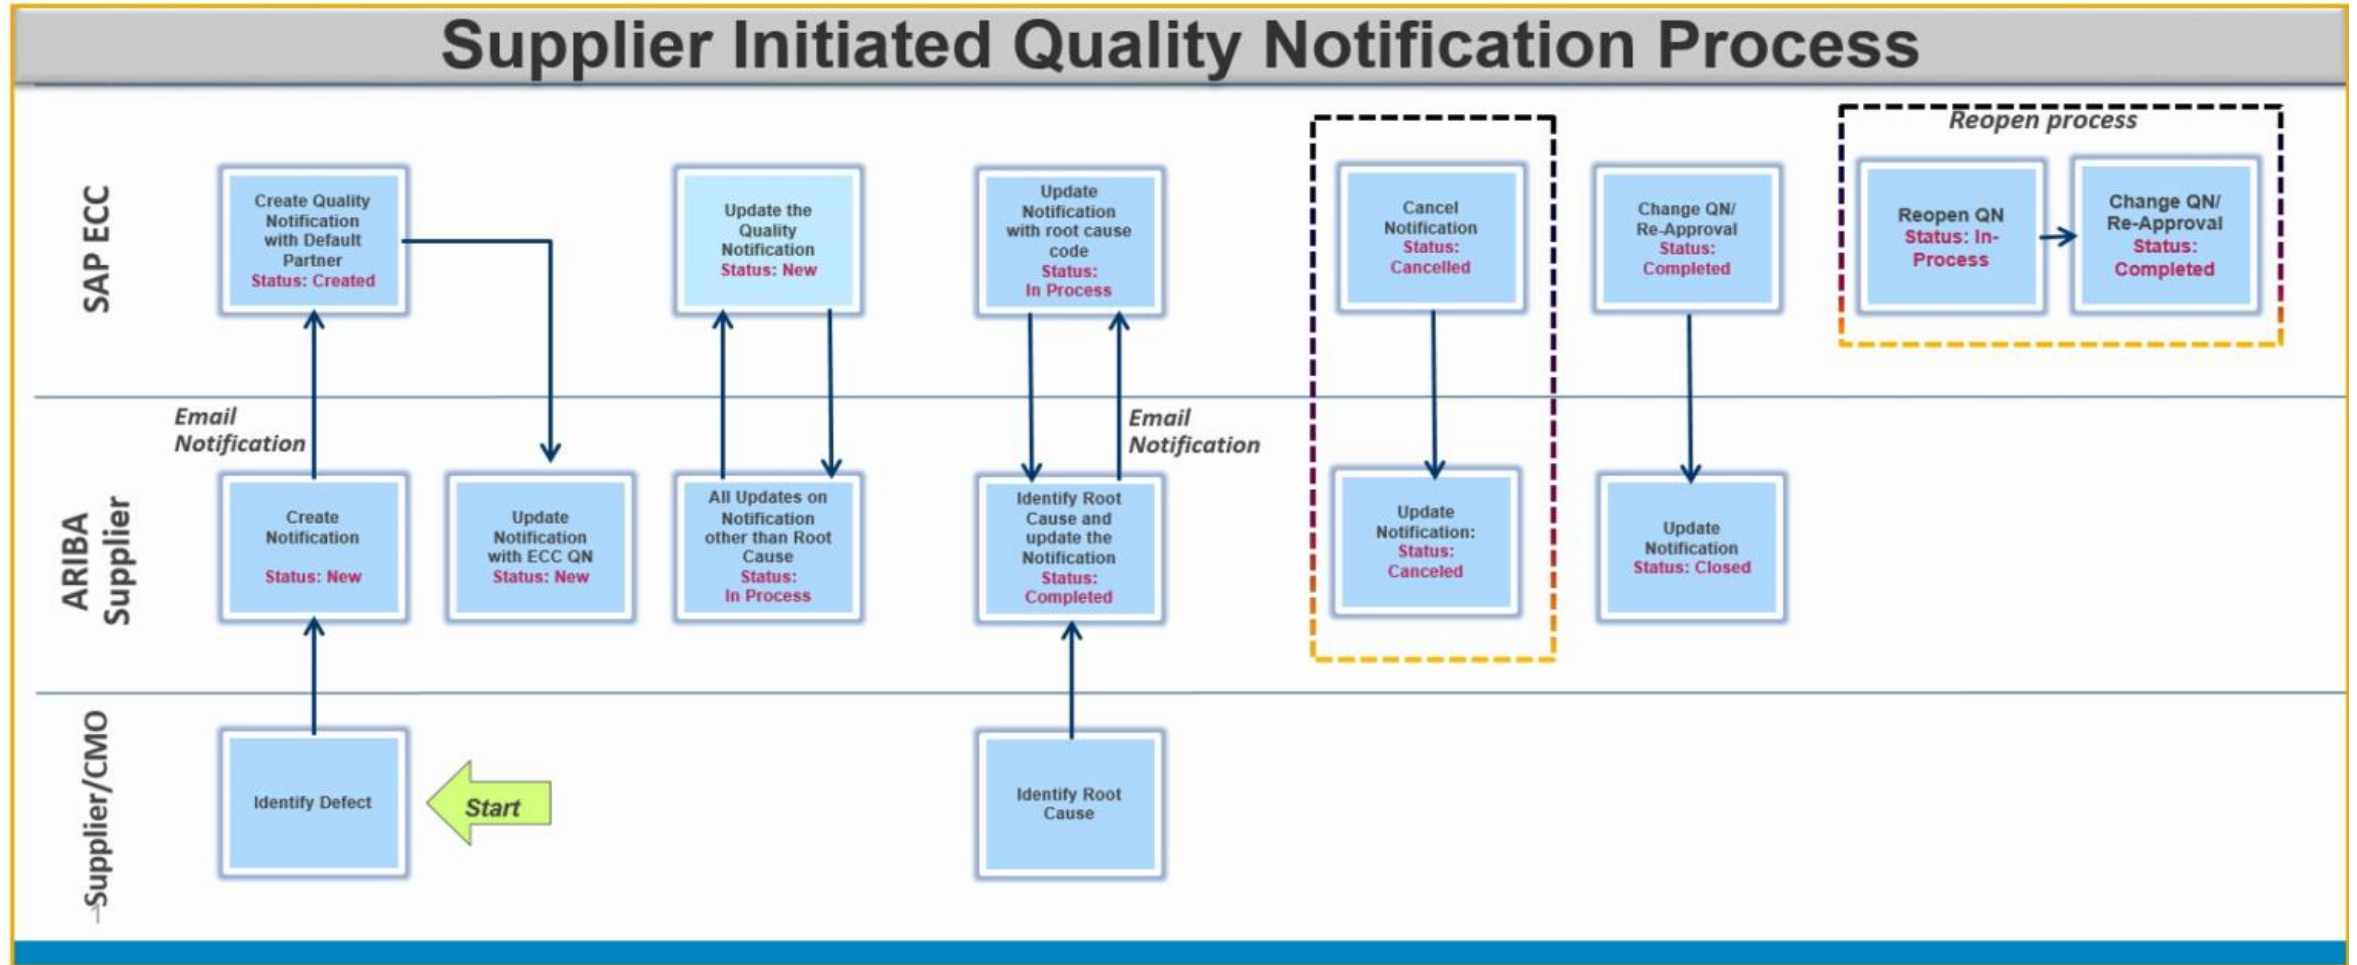 Supplier Initiated Quality Notification Process
SAP ECC
Create Quality
Notification
with Default
Partner
Status: Created
Update the
Quality
Notification
Status: New
Update
Notification
with root cause
code
Status:
In Process
Cancel
Notification
Status:
Cancelled
Change QN/
Re-Approval
Status:
Completed
Reopen process
Reopen QN
Status: In-
Process
Change QN/
Re-Approval
Status:
Completed
ARIBA
Supplier
Email
Notification
Create
Notification
Status: New
Update
Notification
with ECC QN
Status: New
All Updates on
Notification
other than Root
Cause
Status:
In Process
Email
Notification
Identify Root
Cause and
update the
Notification
Status:
Completed
Update
Notification:
Status:
Canceled
Update
Notification
Status: Closed
Supplier/CMO
Identify Defect
Start
Identify Root
Cause